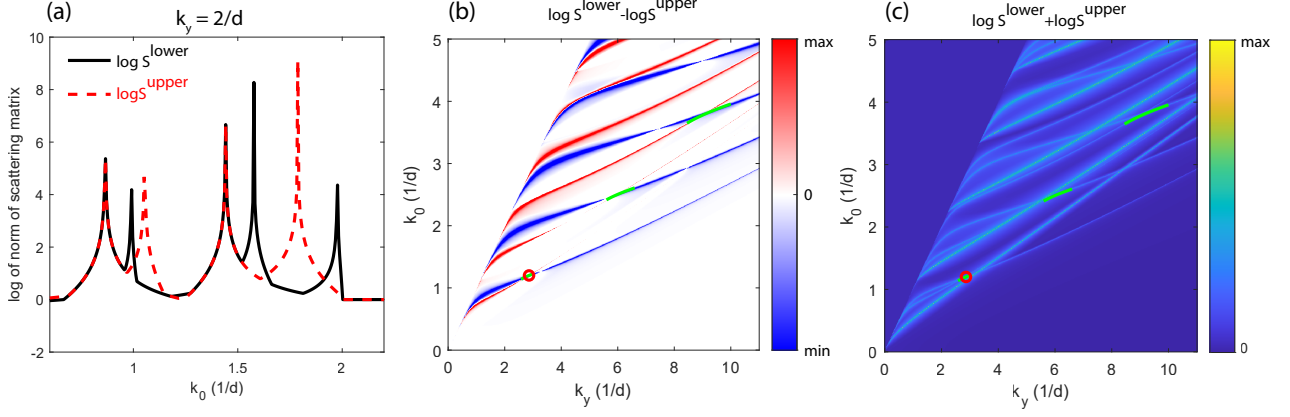 (a)
k_y = 2/d
log of norm of scattering matrix
10
8
6
4
2
0
-2
log S^lower
logS^upper
1
1.5
2
k_0 (1/d)
(b)
log S^lower-logS^upper
k_0 (1/d)
5
4
3
2
1
0
0
2
4
6
8
10
k_y (1/d)
max
0
min
(c)
log S^lower+logS^upper
k_0 (1/d)
5
4
3
2
1
0
0
2
4
6
8
10
k_y (1/d)
max
0